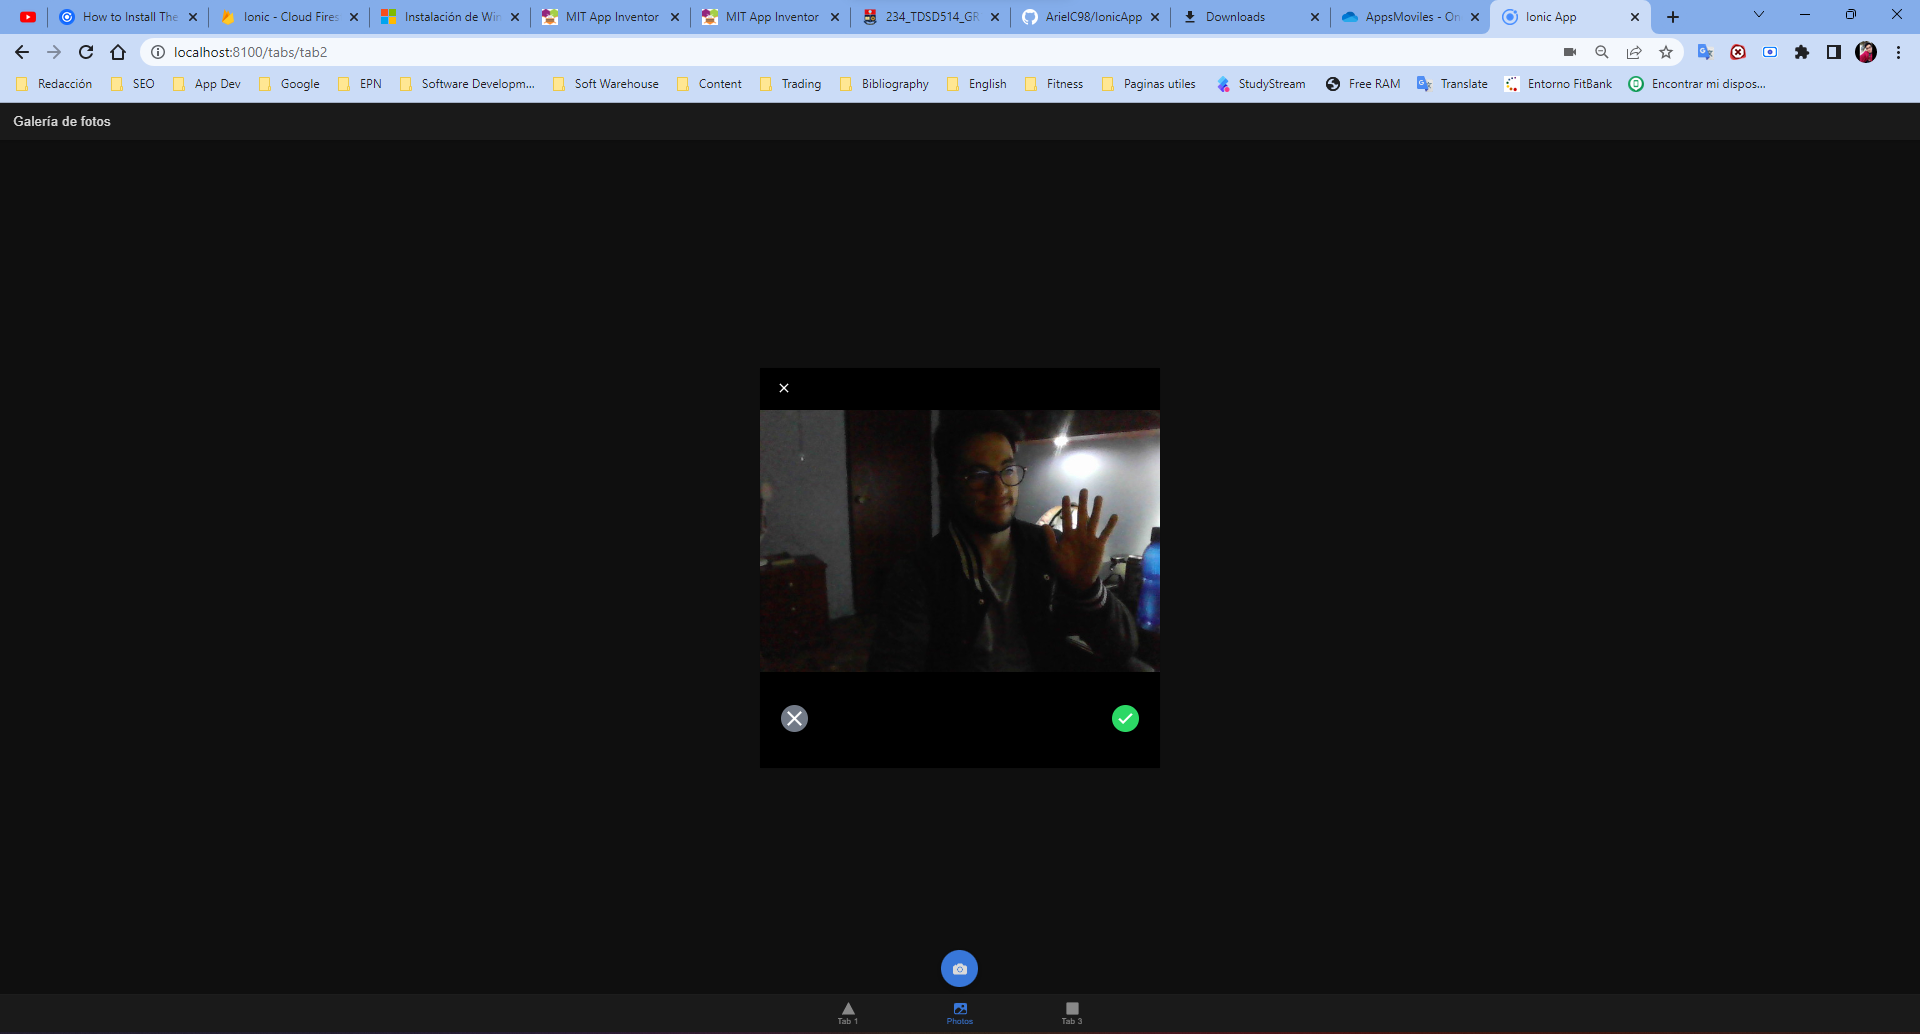 How to Install The
Ionic - Cloud Fires
Instalación de Win
MIT App Inventor
MIT App Inventor
234_TDSD514_GR
ArielC98/IonicApp
Downloads
AppsMoviles - On
Ionic App
localhost:8100/tabs/tab2
Redacción SEO App Dev Google EPN Software Developm... Soft Warehouse Content Trading Bibliography English Fitness Paginas utiles StudyStream Free RAM Translate Entorno FitBank Encontrar mi dispos...
Galería de fotos
Tab 1 Photos Tab 3